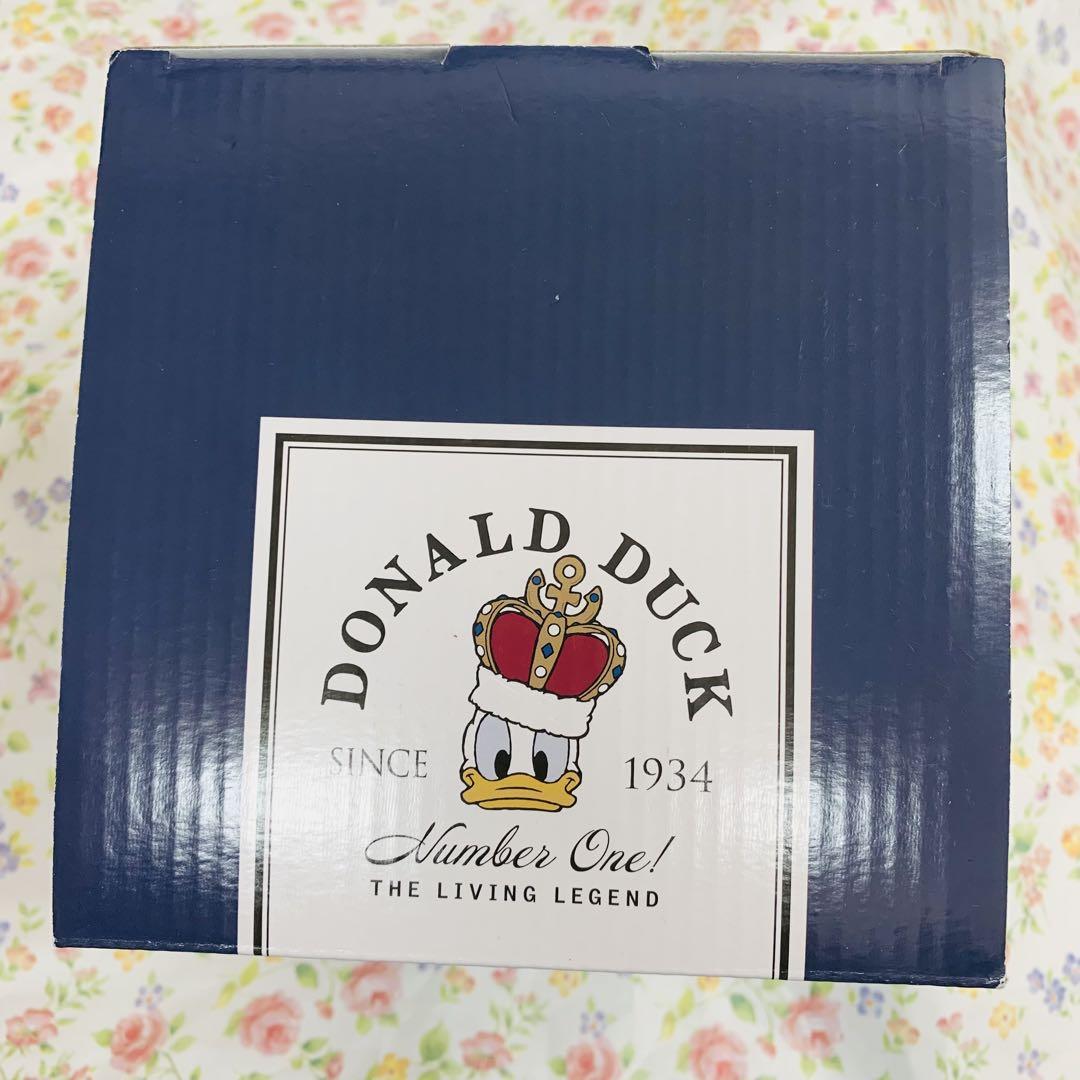 DONALD DUCK
SINCE 1934
Number One!
THE LIVING LEGEND